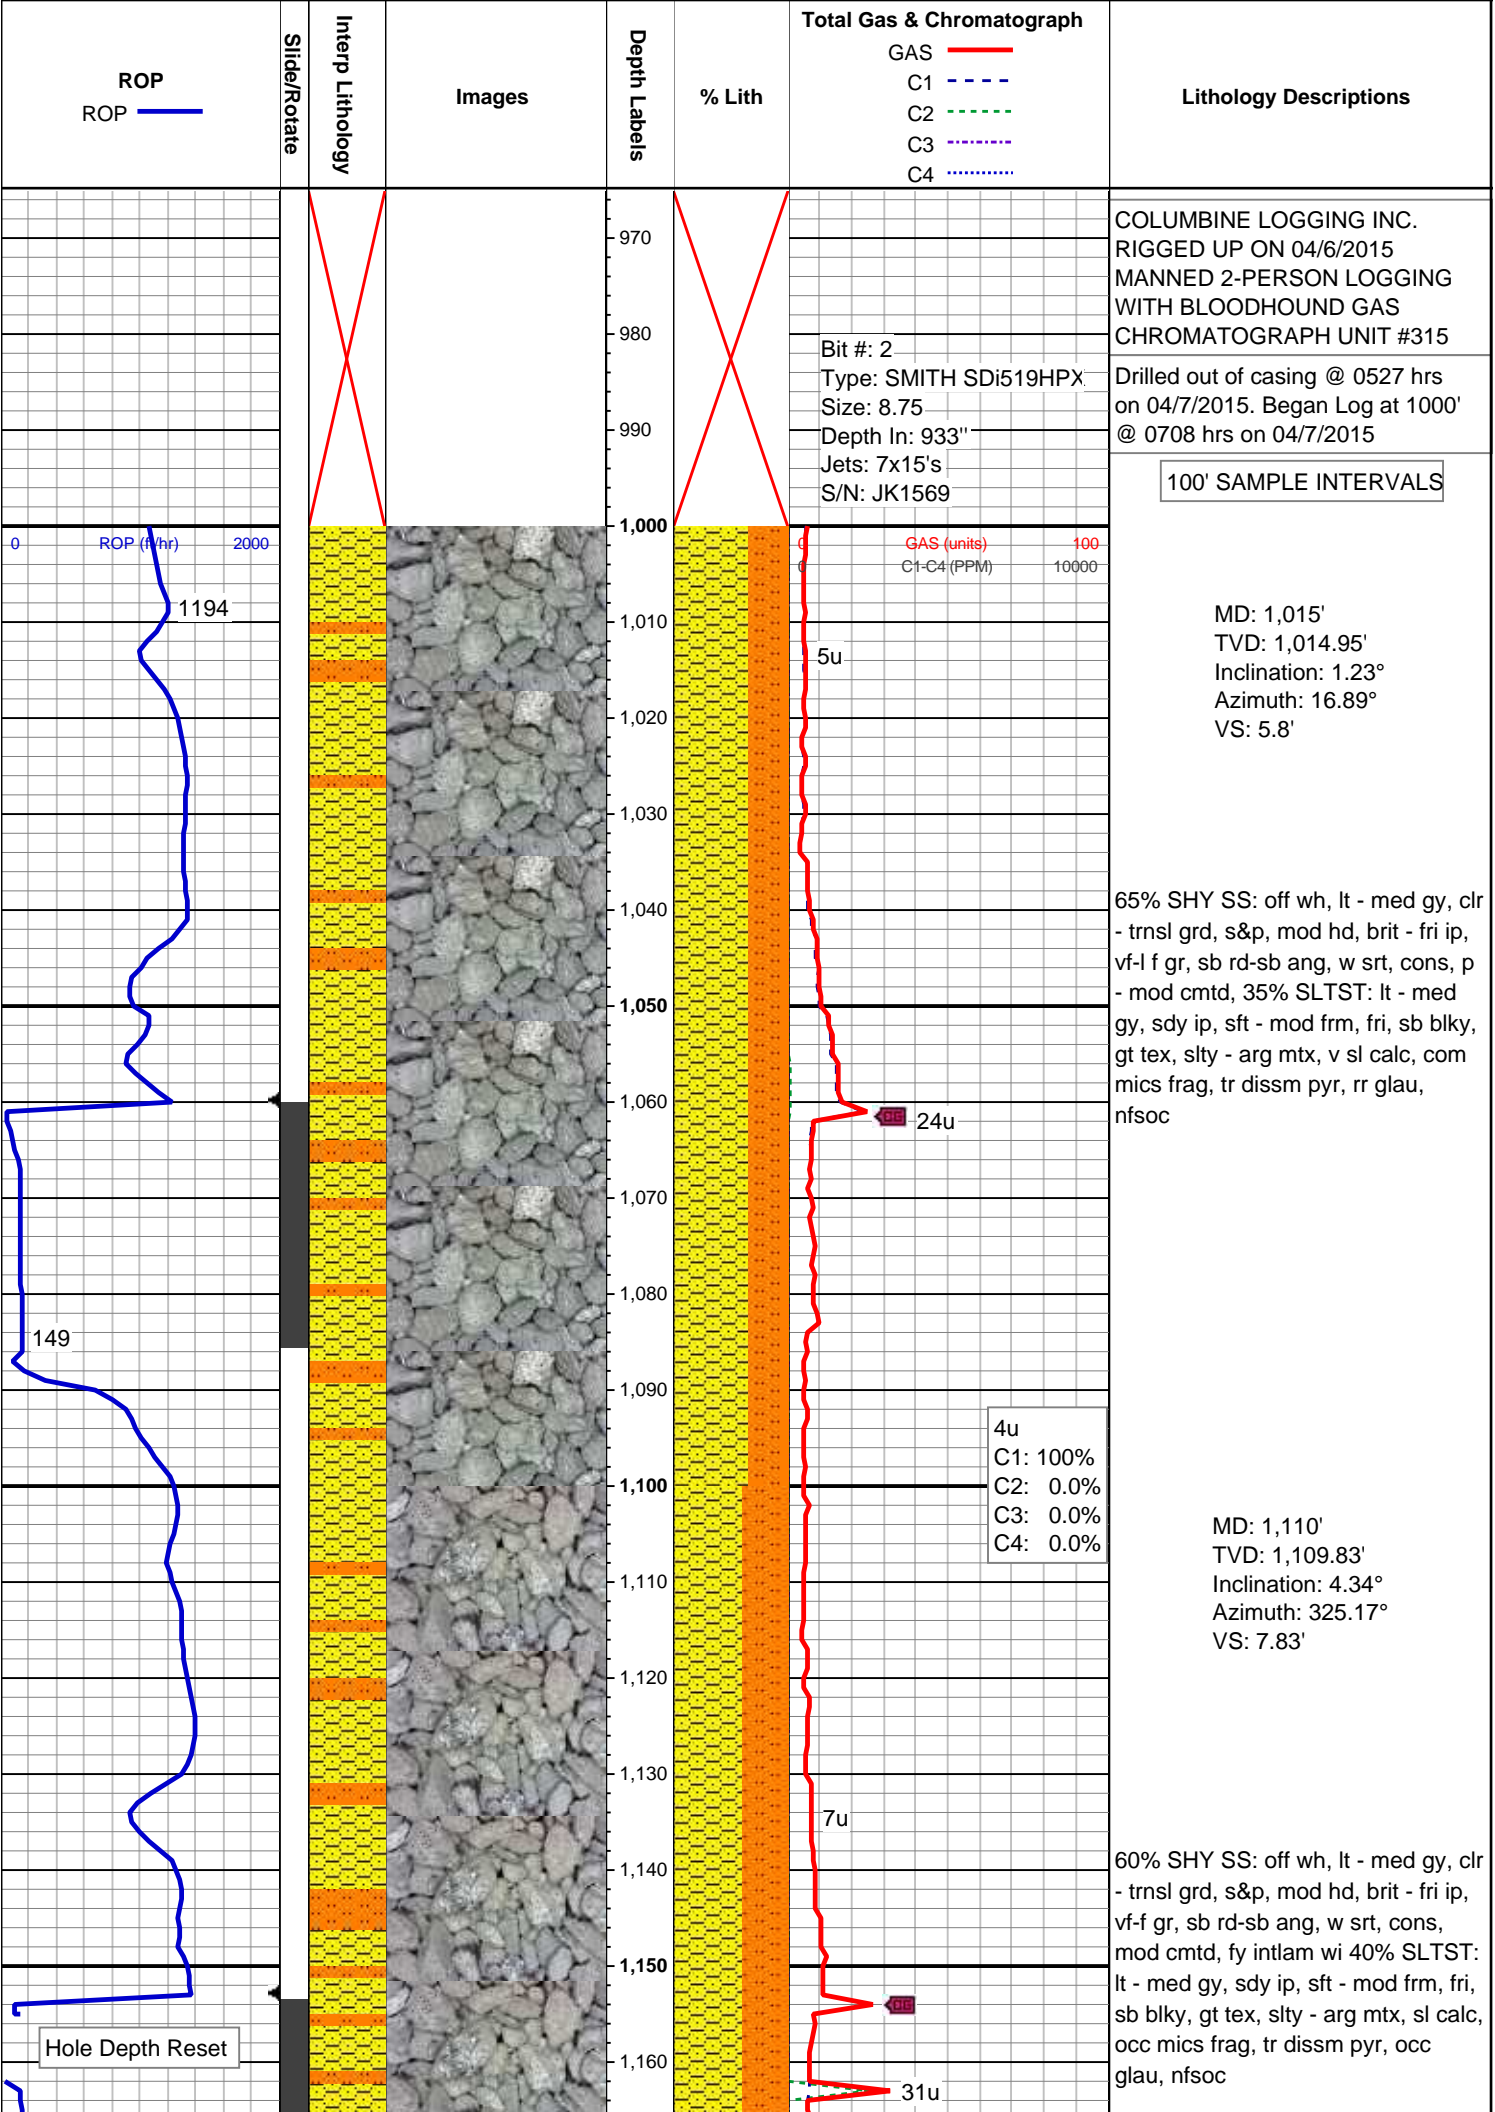 ROP
ROP
Slide/Rotate
Interp Lithology
Images
Depth Labels
% Lith
Total Gas & Chromatograph
GAS
C1
C2
C3
C4
Lithology Descriptions
970
980
990
1,000
1,010
1,020
1,030
1,040
1,050
1,060
1,070
1,080
1,090
1,100
1,110
1,120
1,130
1,140
1,150
1,160
0
ROP (ft/hr)
2000
1194
149
Hole Depth Reset
Bit #: 2
Type: SMITH SDi519HPX
Size: 8.75
Depth In: 933"
Jets: 7x15's
S/N: JK1569
0
GAS (units)
100
0
C1-C4 (PPM)
10000
5u
CG
24u
4u
C1: 100%
C2: 0.0%
C3: 0.0%
C4: 0.0%
7u
CG
31u
COLUMBINE LOGGING INC.
RIGGED UP ON 04/6/2015
MANNED 2-PERSON LOGGING
WITH BLOODHOUND GAS
CHROMATOGRAPH UNIT #315
Drilled out of casing @ 0527 hrs
on 04/7/2015. Began Log at 1000'
@ 0708 hrs on 04/7/2015
100' SAMPLE INTERVALS
MD: 1,015'
TVD: 1,014.95'
Inclination: 1.23°
Azimuth: 16.89°
VS: 5.8'
65% SHY SS: off wh, lt - med gy, clr
- trnsl grd, s&p, mod hd, brit - fri ip,
vf-l f gr, sb rd-sb ang, w srt, cons, p
- mod cmtd, 35% SLTST: lt - med
gy, sdy ip, sft - mod frm, fri, sb blky,
gt tex, slty - arg mtx, v sl calc, com
mics frag, tr dissm pyr, rr glau,
nfsoc
MD: 1,110'
TVD: 1,109.83'
Inclination: 4.34°
Azimuth: 325.17°
VS: 7.83'
60% SHY SS: off wh, lt - med gy, clr
- trnsl grd, s&p, mod hd, brit - fri ip,
vf-f gr, sb rd-sb ang, w srt, cons,
mod cmtd, fy intlam wi 40% SLTST:
lt - med gy, sdy ip, sft - mod frm, fri,
sb blky, gt tex, slty - arg mtx, sl calc,
occ mics frag, tr dissm pyr, occ
glau, nfsoc